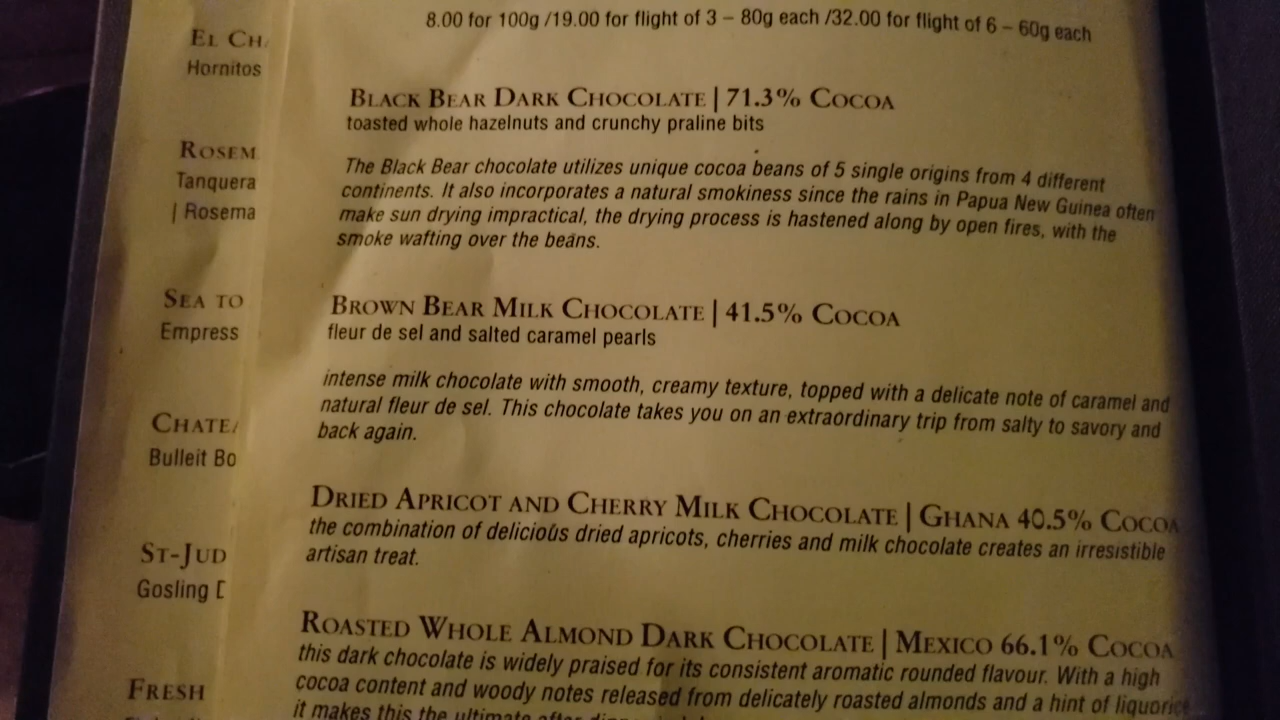 8.00 for 100g /19.00 for flight of 3 – 80g each /32.00 for flight of 6 – 60g each
BLACK BEAR DARK CHOCOLATE | 71.3% COCOA
toasted whole hazelnuts and crunchy praline bits
The Black Bear chocolate utilizes unique cocoa beans of 5 single origins from 4 different
continents. It also incorporates a natural smokiness since the rains in Papua New Guinea often
make sun drying impractical, the drying process is hastened along by open fires, with the
smoke wafting over the beans.
BROWN BEAR MILK CHOCOLATE | 41.5% COCOA
fleur de sel and salted caramel pearls
intense milk chocolate with smooth, creamy texture, topped with a delicate note of caramel and
natural fleur de sel. This chocolate takes you on an extraordinary trip from salty to savory and
back again.
DRIED APRICOT AND CHERRY MILK CHOCOLATE | GHANA 40.5% COCOA
the combination of delicious dried apricots, cherries and milk chocolate creates an irresistible
artisan treat.
ROASTED WHOLE ALMOND DARK CHOCOLATE | MEXICO 66.1% COCOA
this dark chocolate is widely praised for its consistent aromatic rounded flavour. With a high
cocoa content and woody notes released from delicately roasted almonds and a hint of liquorice
it makes this the ultimate after
EL CH
Hornitos
ROSEM
Tanquera
| Rosema
SEA TO
Empress
CHATEA
Bulleit Bo
ST-JUD
Gosling
FRESH